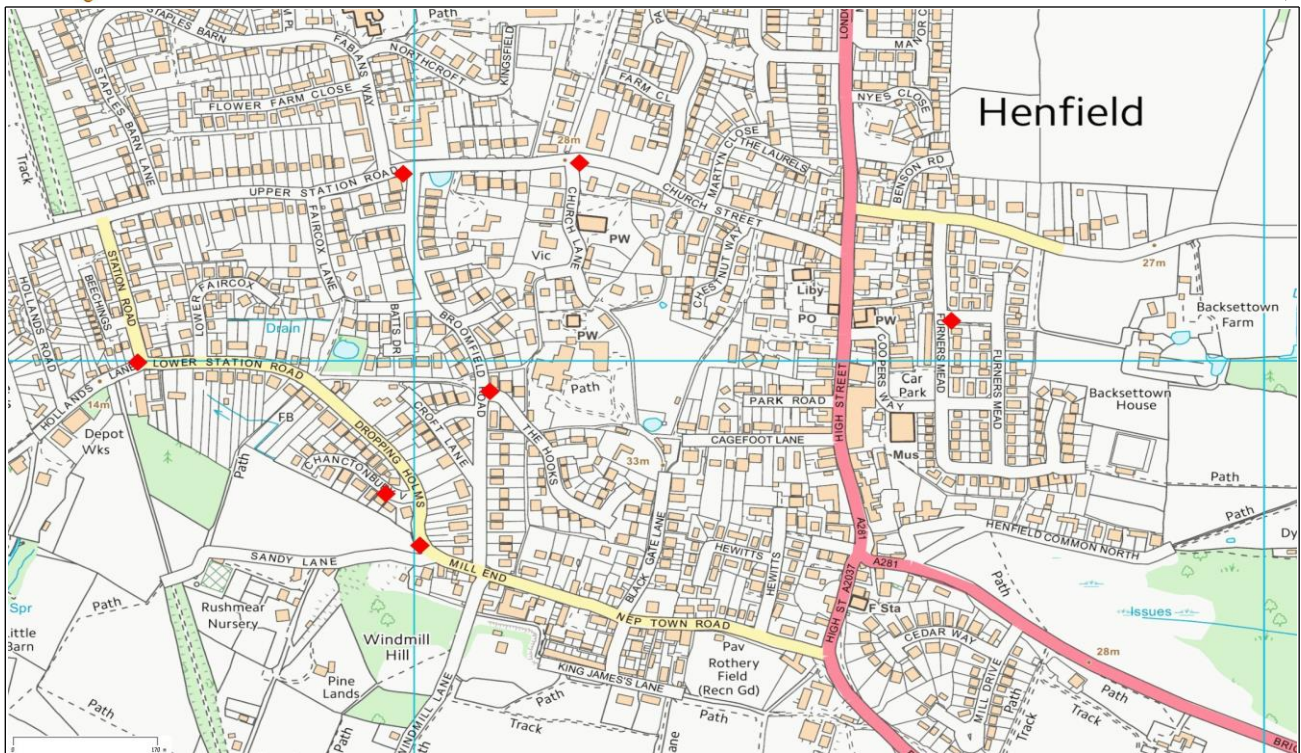 STAPLES BARN
Path
FABIANS WAY
NORTHCROFT
KINGSFIELD
FARM CL
LOND
MANOR C
NYES CLOSE
Henfield
STAPLES BARN LANE
FLOWER FARM CLOSE
Track
28m
MARTYN CLOSE
THE LAURELS
BENSON RD
UPPER STATION ROAD
CHURCH STREET
CHURCH LANE
FAIRCOX LANE
PW
Vic
CHESTNUT WAY
27m
STATION ROAD
BEECHINGS
HOLLANDS ROAD
LOWER
FAIRCOX
Drain
BATTS DR
BROOMFIELD ROAD
PW
Liby
PO
PW
COOPERS WAY
FURNERS MEAD
FURNERS MEAD
Backsettown
Farm
HOLLANDS LANE
LOWER STATION ROAD
14m
Depot
Wks
FB
Path
DROPPING HOLMS
CROFT LANE
Path
THE HOOKS
PARK ROAD
HIGH STREET
Car
Park
Backsettown
House
CAGEFOOT LANE
Mus
33m
CHANCTONBURY
Path
Path
SANDY LANE
MILL END
BLACK GATE LANE
HEWITTS
HEWITTS
A281
A281
HENFIELD COMMON NORTH
Dy
Spr
Path
Rushmear
Nursery
Windmill
Hill
NEP TOWN ROAD
HIGH ST A2037
F Sta
CEDAR WAY
Path
Issues
Little
Barn
Pine
Lands
WINDMILL LANE
KING JAMES'S LANE
Pav
Rothery
Field
(Recn Gd)
MILL DRIVE
28m
Path
Path
Path
Track
Path
Track
Track
Path
0
170 m